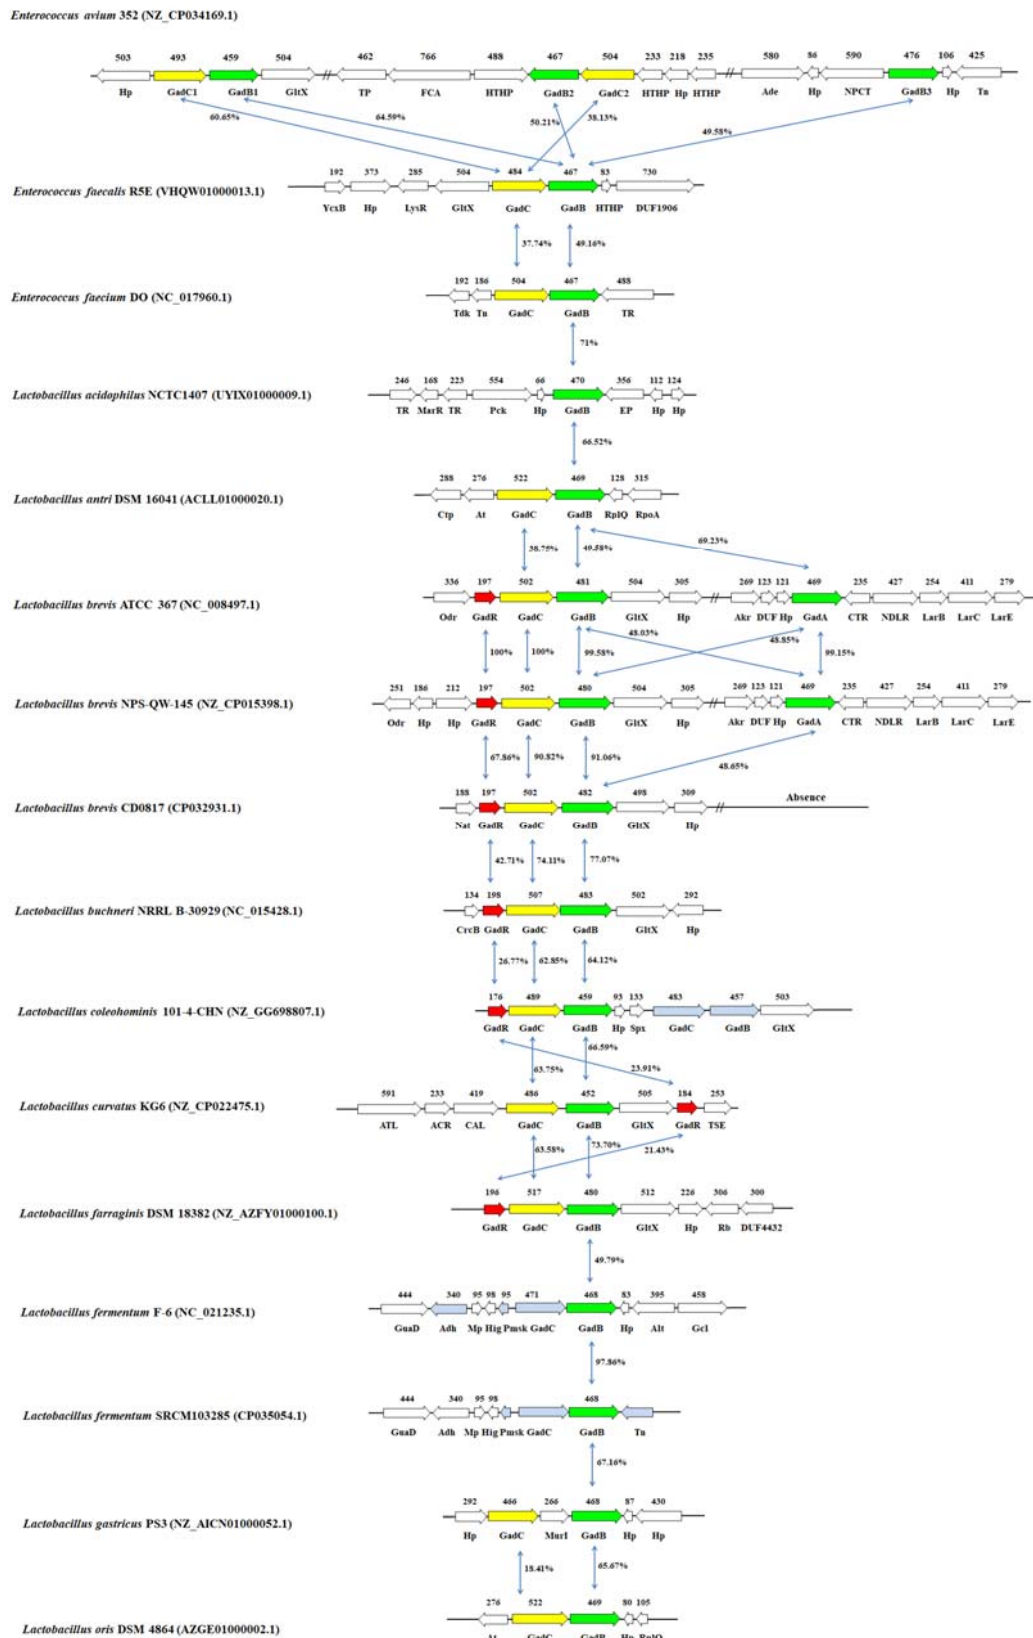 Enterococcus avium 352 (NZ_CP034169.1)
503 493 459 504 462 766 488 467 504 233 218 235 580 86 590 476 106 425
Hp GadC1 GadB1 GltX TP FCA HTHP GadB2 GadC2 HTHP Hp HTHP Ade Hp NPCT GadB3 Hp Tn
60.65% 64.59% 50.21% 38.13% 49.58%
192 373 285 504 484 467 83 730
Enterococcus faecalis R5E (VHQW01000013.1)
YcxB Hp LysR GltX GadC GadB HTHP DUF1906
37.74% 49.16%
192 186 504 467 488
Enterococcus faecium DO (NC_017960.1)
Tdk Tn GadC GadB TR
71%
246 168 223 554 66 470 356 112 124
Lactobacillus acidophilus NCTC1407 (UYIX01000009.1)
TR MarR TR Pck Hp GadB EP Hp Hp
66.52%
288 276 522 469 128 315
Lactobacillus antri DSM 16041 (ACLL01000020.1)
Ctp At GadC GadB RplQ RpoA
38.75% 49.58% 69.23%
336 197 502 481 504 305 269 123 121 469 235 427 254 411 279
Lactobacillus brevis ATCC 367 (NC_008497.1)
Odr GadR GadC GadB GltX Hp Akr DUF Hp GadA CTR NDLR LarB LarC LarE
100% 100% 99.58% 48.03% 48.85% 99.15%
251 186 212 197 502 480 504 305 269 123 121 469 235 427 254 411 279
Lactobacillus brevis NPS-QW-145 (NZ_CP015398.1)
Odr Hp Hp GadR GadC GadB GltX Hp Akr DUF Hp GadA CTR NDLR LarB LarC LarE
67.86% 90.82% 91.06% 48.65%
188 197 502 482 498 309 Absence
Lactobacillus brevis CD0817 (CP032931.1)
Nat GadR GadC GadB GltX Hp
42.71% 74.11% 77.07%
134 198 507 483 502 292
Lactobacillus buchneri NRRL B-30929 (NC_015428.1)
CrcB GadR GadC GadB GltX Hp
26.77% 62.85% 64.12%
176 489 459 93 133 483 457 503
Lactobacillus coleohominis 101-4-CHN (NZ_GG698807.1)
GadR GadC GadB Hp Spx GadC GadB GltX
63.75% 66.59% 23.91%
591 233 419 486 452 505 184 253
Lactobacillus curvatus KG6 (NZ_CP022475.1)
ATL ACR CAL GadC GadB GltX GadR TSE
63.58% 73.70% 21.43%
196 517 480 512 226 306 300
Lactobacillus farraginis DSM 18382 (NZ_AZFY01000100.1)
GadR GadC GadB GltX Hp Rb DUF4432
49.79%
444 340 95 98 95 471 468 83 395 458
Lactobacillus fermentum F-6 (NC_021235.1)
GuaD Adh Mp Hig Pmsk GadC GadB Hp Alt Gcl
97.86%
444 340 95 98 468
Lactobacillus fermentum SRCM103285 (CP035054.1)
GuaD Adh Mp Hig Pmsk GadC GadB Tn
67.16%
292 466 266 468 87 430
Lactobacillus gastricus PS3 (NZ_AICN01000052.1)
Hp GadC MurI GadB Hp Hp
18.41% 65.67%
276 522 469 80 105
Lactobacillus oris DSM 4864 (AZGE01000002.1)
At GadC GadB Hp RplQ